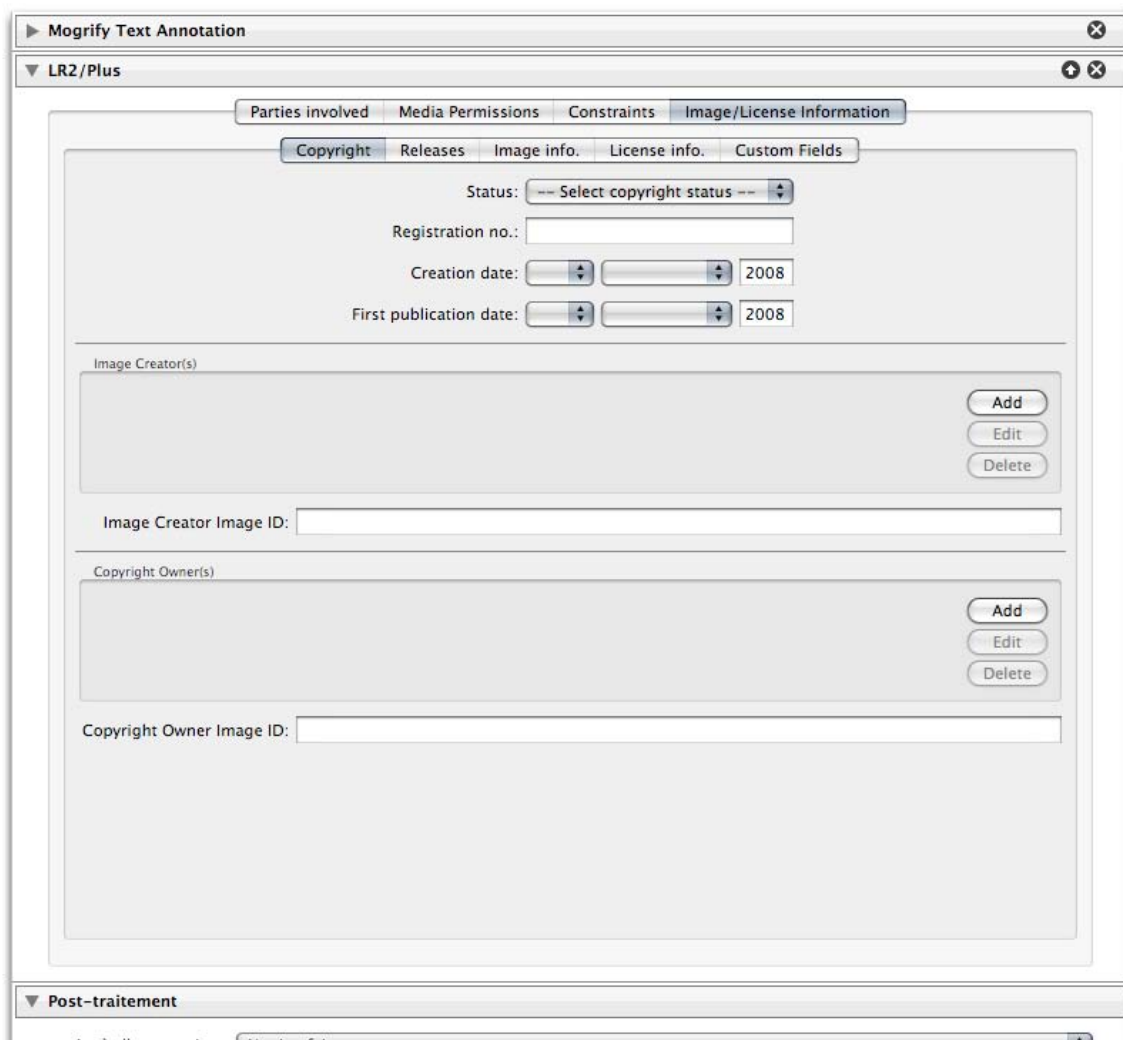 Mogrify Text Annotation
LR2/Plus
Parties involved Media Permissions Constraints Image/License Information
Copyright Releases Image info. License info. Custom Fields
Status: -- Select copyright status --
Registration no.:
Creation date: 2008
First publication date: 2008
Image Creator(s)
Add
Edit
Delete
Image Creator Image ID:
Copyright Owner(s)
Add
Edit
Delete
Copyright Owner Image ID:
Post-traitement